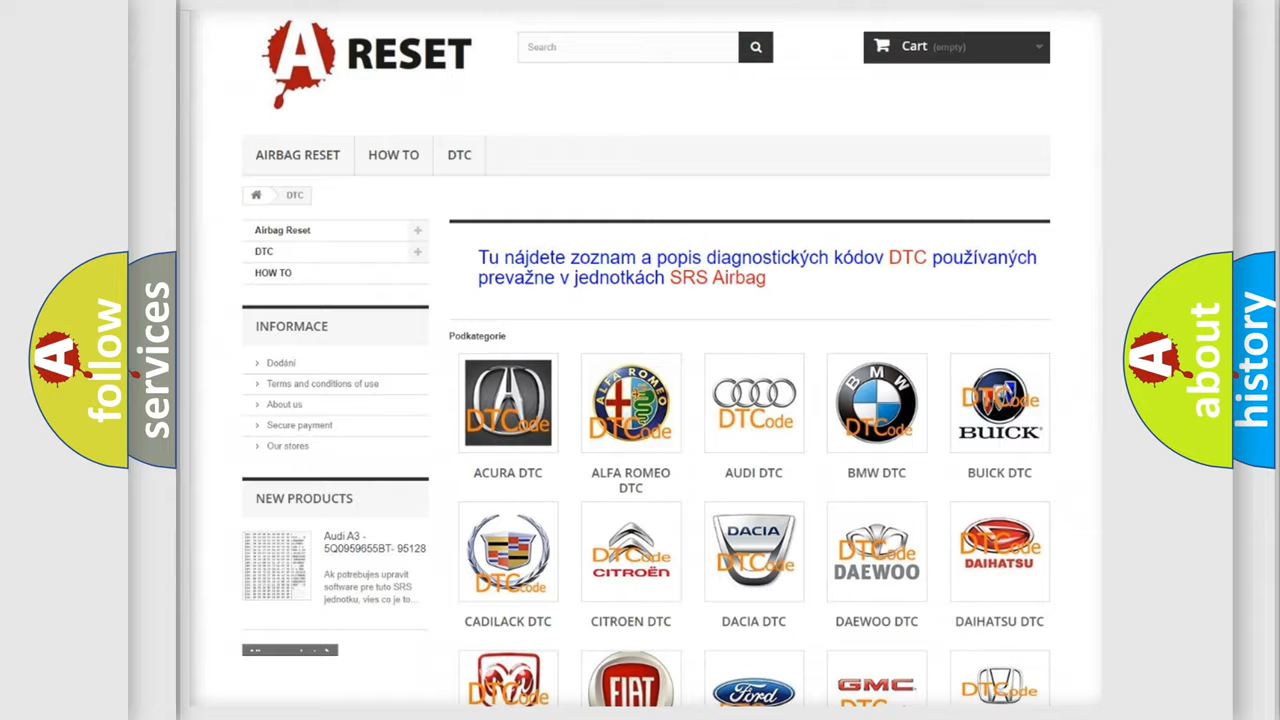 A RESET
Search
Cart (empty)
AIRBAG RESET
HOW TO
DTC
DTC
Airbag Reset
DTC
HOW TO
Tu nájdete zoznam a popis diagnostických kódov DTC používaných
prevažne v jednotkách SRS Airbag
INFORMACE
Dodání
Terms and conditions of use
About us
Secure payment
Our stores
NEW PRODUCTS
Audi A3 -
5Q0959655BT- 95128
Ak potrebujes upravit
software pre tuto SRS
jednotku, vies co je to...
Podkategorie
DTCode
ALFA ROMEO
DTCode
DTCode
BMW
DTCode
DTCode
BUICK
ACURA DTC
ALFA ROMEO
DTC
AUDI DTC
BMW DTC
BUICK DTC
DTCode
DTCode
CITROËN
DACIA
DTCode
DTCode
DAEWOO
DTCode
DAIHATSU
CADILACK DTC
CITROEN DTC
DACIA DTC
DAEWOO DTC
DAIHATSU DTC
DTCode
FIAT
Ford
GMC
DTCode
A follow
services
A about
history